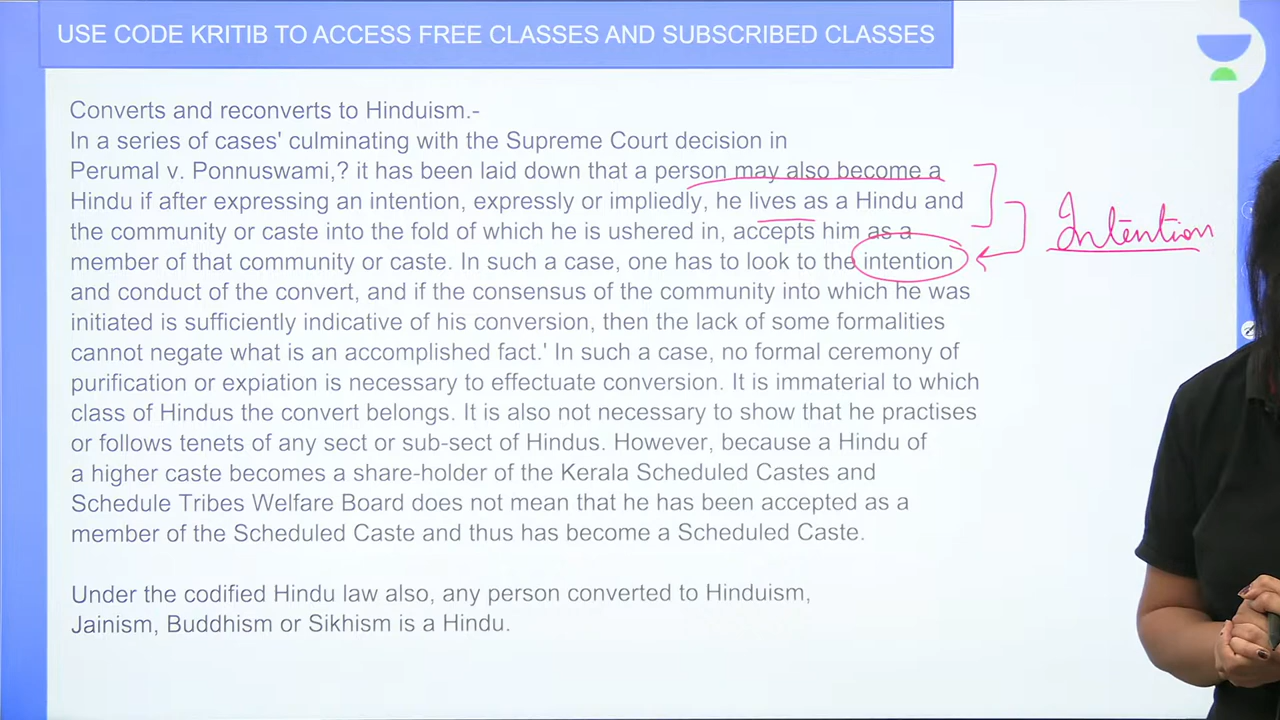 USE CODE KRITIB TO ACCESS FREE CLASSES AND SUBSCRIBED CLASSES
Converts and reconverts to Hinduism.-
In a series of cases' culminating with the Supreme Court decision in
Perumal v. Ponnuswami,? it has been laid down that a person may also become a
Hindu if after expressing an intention, expressly or impliedly, he lives as a Hindu and
the community or caste into the fold of which he is ushered in, accepts him as a
member of that community or caste. In such a case, one has to look to the intention
and conduct of the convert, and if the consensus of the community into which he was
initiated is sufficiently indicative of his conversion, then the lack of some formalities
cannot negate what is an accomplished fact.' In such a case, no formal ceremony of
purification or expiation is necessary to effectuate conversion. It is immaterial to which
class of Hindus the convert belongs. It is also not necessary to show that he practises
or follows tenets of any sect or sub-sect of Hindus. However, because a Hindu of
a higher caste becomes a share-holder of the Kerala Scheduled Castes and
Schedule Tribes Welfare Board does not mean that he has been accepted as a
member of the Scheduled Caste and thus has become a Scheduled Caste.
Under the codified Hindu law also, any person converted to Hinduism,
Jainism, Buddhism or Sikhism is a Hindu.
Intention